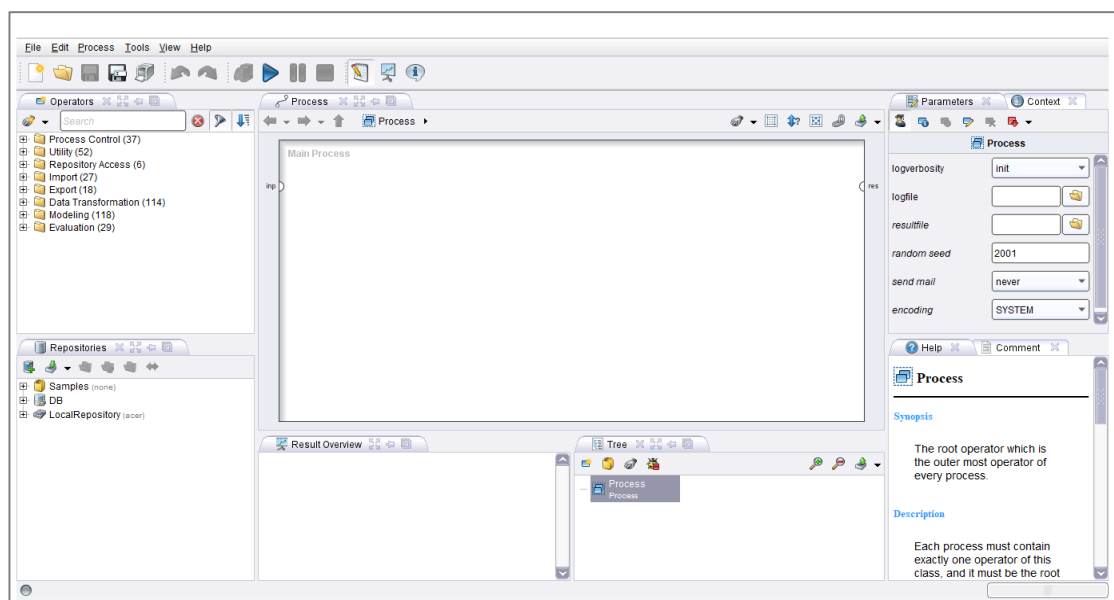 File Edit Process Tools View Help
Operators
Search
Process Control (37)
Utility (52)
Repository Access (6)
Import (27)
Export (18)
Data Transformation (114)
Modeling (118)
Evaluation (29)
Repositories
Samples (none)
DB
LocalRepository (acer)
Process
Process
Main Process
inp
res
Result Overview
Tree
Process
Process
Parameters
Context
Process
logverbosity
init
logfile
resultfile
random seed
2001
send mail
never
encoding
SYSTEM
Help
Comment
Process
Synopsis
The root operator which is
the outer most operator of
every process.
Description
Each process must contain
exactly one operator of this
class, and it must be the root